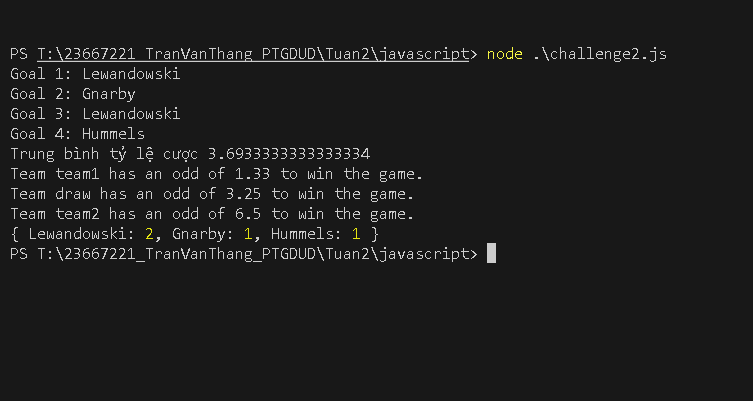 PS T:\23667221_TranVanThang_PTGDUD\Tuan2\javascript> node .\challenge2.js
Goal 1: Lewandowski
Goal 2: Gnarby
Goal 3: Lewandowski
Goal 4: Hummels
Trung bình tỷ lệ cược 3.6933333333333334
Team team1 has an odd of 1.33 to win the game.
Team draw has an odd of 3.25 to win the game.
Team team2 has an odd of 6.5 to win the game.
{ Lewandowski: 2, Gnarby: 1, Hummels: 1 }
PS T:\23667221_TranVanThang_PTGDUD\Tuan2\javascript>